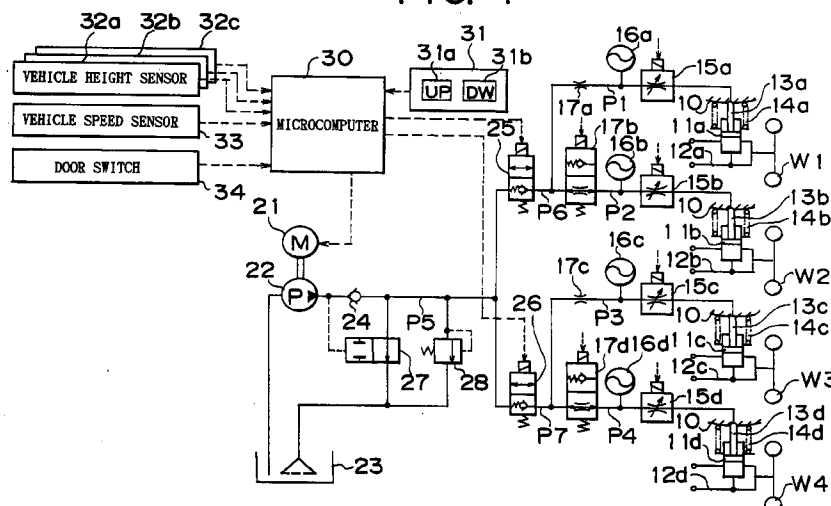 FIG. 1
32a
32b
32c
VEHICLE HEIGHT SENSOR
VEHICLE SPEED SENSOR
33
DOOR SWITCH
34
30
MICROCOMPUTER
31
31a
31b
UP
DW
25
26
21
M
22
P
23
24
27
28
P5
P6
P7
16a
15a
17a
P1
10
13a
14a
11a
12a
W1
17b
16b
15b
P2
10
13b
14b
11b
12b
W2
16c
17c
15c
P3
10
13c
14c
11c
12c
W3
17d
16d
15d
P4
10
13d
14d
11d
12d
W4